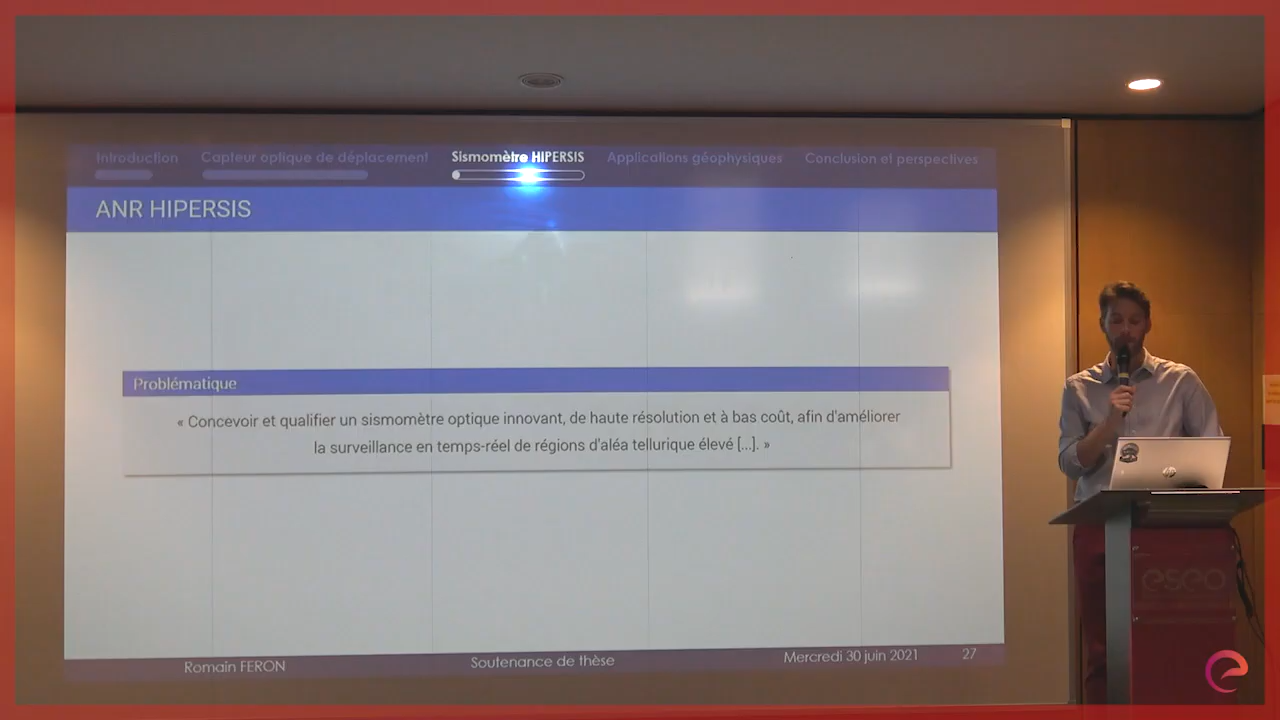 Introduction
Capteur optique de déplacement
Sismomètre HIPERSIS
Applications géophysiques
Conclusion et perspectives
ANR HIPERSIS
Problématique
« Concevoir et qualifier un sismomètre optique innovant, de haute résolution et à bas coût, afin d'améliorer
la surveillance en temps-réel de régions d'aléa tellurique élevé [...]. »
Romain FERON
Soutenance de thèse
Mercredi 30 juin 2021
27
hp
eseo
e